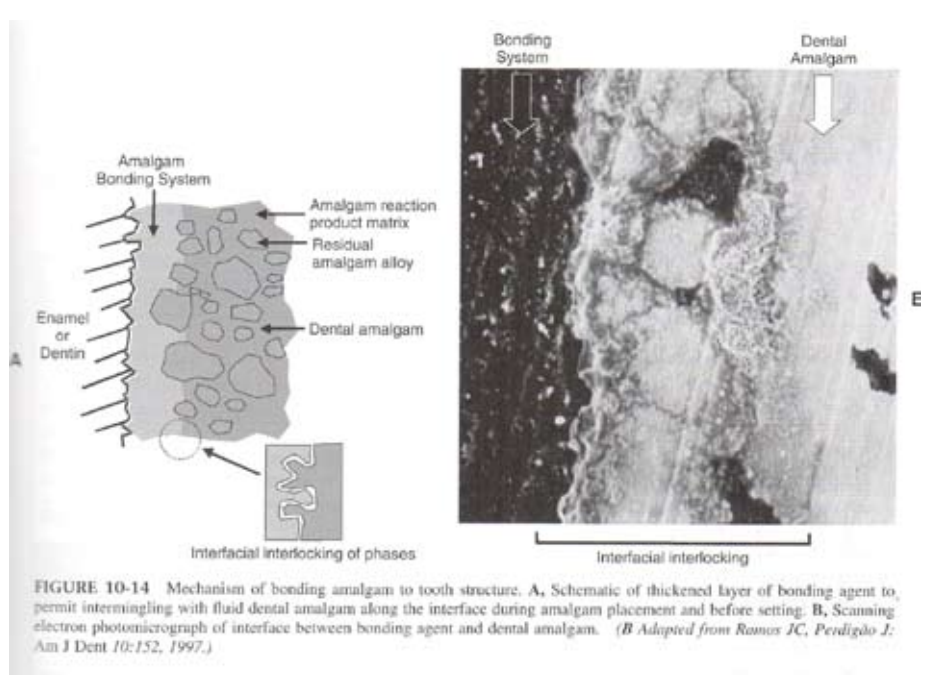 Bonding
System
Dental
Amalgam
Amalgam
Bonding System
Amalgam reaction
product matrix
Residual
amalgam alloy
Enamel
or
Dentin
Dental amalgam
A
B
Interfacial interlocking of phases
Interfacial interlocking
FIGURE 10-14 Mechanism of bonding amalgam to tooth structure. A, Schematic of thickened layer of bonding agent to
permit intermingling with fluid dental amalgam along the interface during amalgam placement and before setting. B, Scanning
electron photomicrograph of interface between bonding agent and dental amalgam. (B Adapted from Ramos JC, Perdigão J:
Am J Dent 10:152, 1997.)